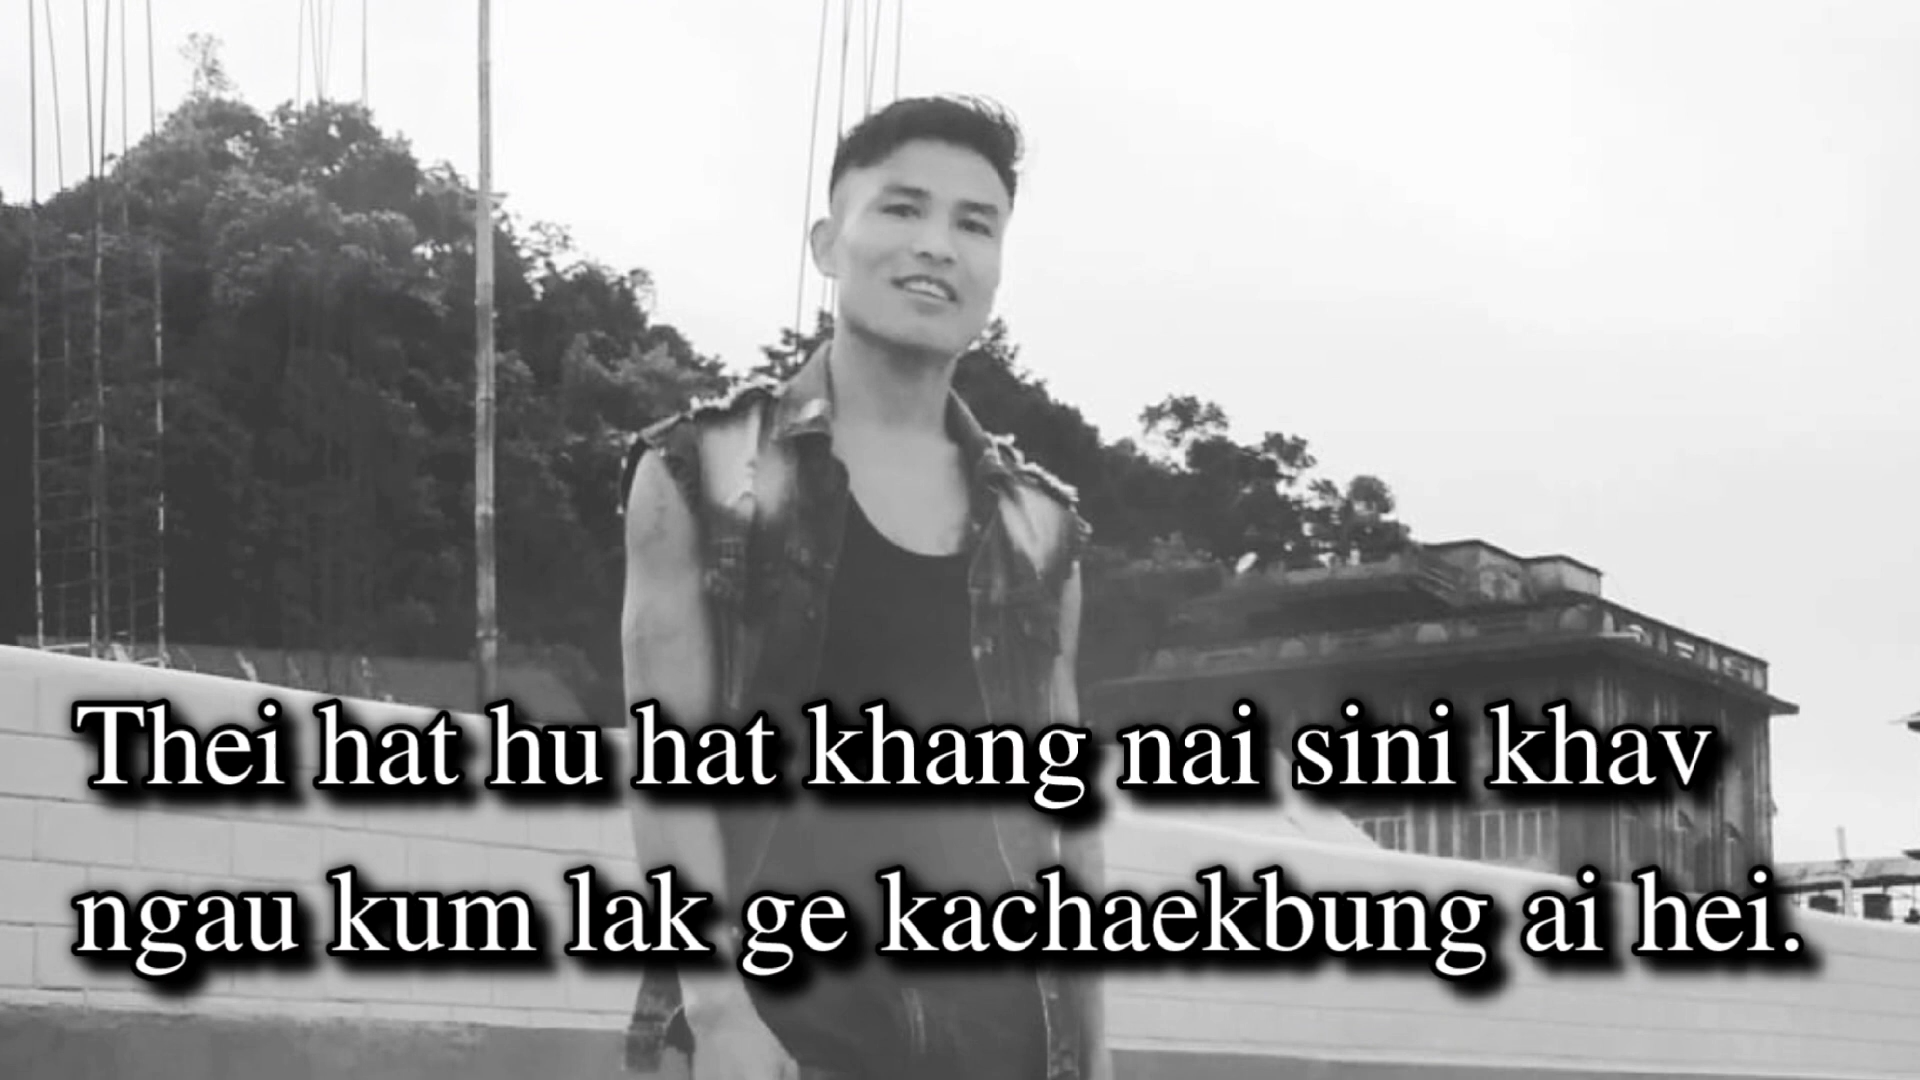 Thei hat hu hat khang nai sini khav
ngau kum lak ge kachaekbung ai hei.